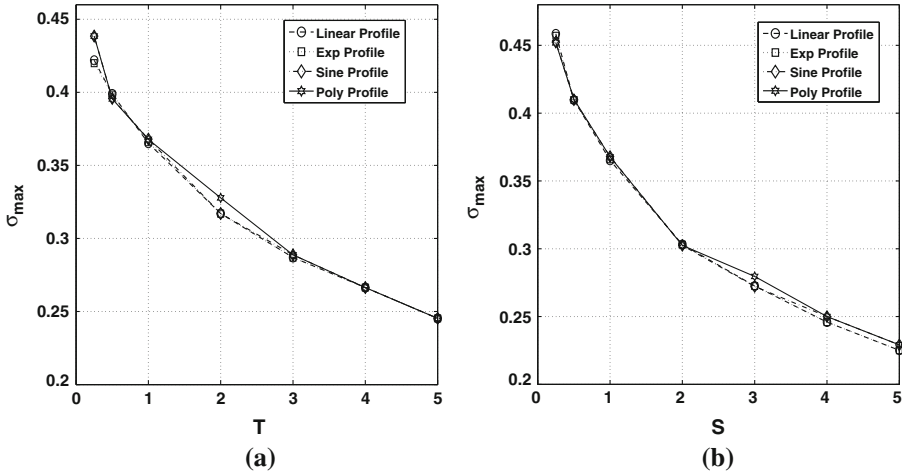 0.45
0.4
0.35
0.3
0.25
0.2
σmax
0
1
2
3
4
5
T
Linear Profile
Exp Profile
Sine Profile
Poly Profile
(a)
0.45
0.4
0.35
0.3
0.25
0.2
σmax
0
1
2
3
4
5
S
Linear Profile
Exp Profile
Sine Profile
Poly Profile
(b)